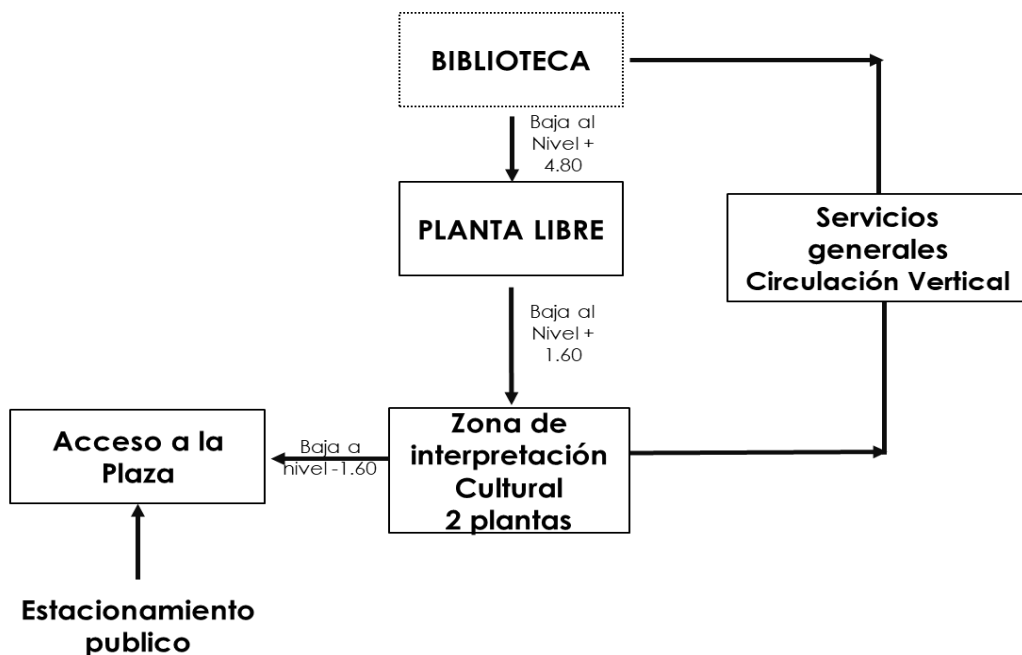 BIBLIOTECA
Baja al
Nivel +
4.80
PLANTA LIBRE
Servicios
generales
Circulación Vertical
Baja al
Nivel +
1.60
Zona de
interpretación
Cultural
2 plantas
Baja a
nivel -1.60
Acceso a la
Plaza
Estacionamiento
publico